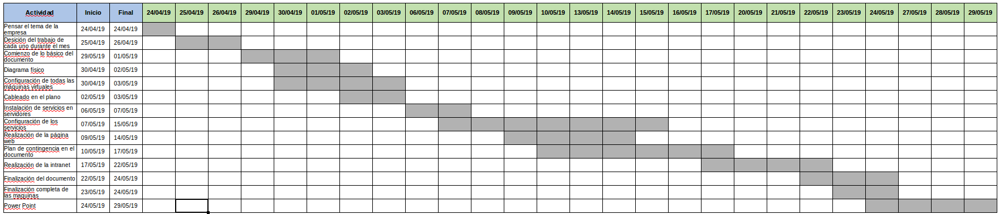 Actividad Inicio Final 24/04/19 25/04/19 26/04/19 29/04/19 30/04/19 01/05/19 02/05/19 03/05/19 06/05/19 07/05/19 08/05/19 09/05/19 10/05/19 13/05/19 14/05/19 15/05/19 16/05/19 17/05/19 20/05/19 21/05/19 22/05/19 23/05/19 24/05/19 27/05/19 28/05/19 29/05/19
Pensar el tema de la
empresa 24/04/19 24/04/19
Desición del trabajo de
cada uno durante el mes 25/04/19 26/04/19
Comienzo de lo básico del
documento 29/05/19 01/05/19
Diagrama físico 30/04/19 02/05/19
Configuración de todas las
máquinas virtuales 30/04/19 03/05/19
Cableado en el plano 02/05/19 03/05/19
Instalación de servicios en
servidores 06/05/19 07/05/19
Configuración de los
servicios 07/05/19 15/05/19
Realización de la página
web 09/05/19 14/05/19
Plan de contingencia en el
documento 10/05/19 17/05/19
Realización de la intranet 17/05/19 22/05/19
Finalización del documento 22/05/19 24/05/19
Finalización completa de
las maquinas 23/05/19 24/05/19
Power Point 24/05/19 29/05/19